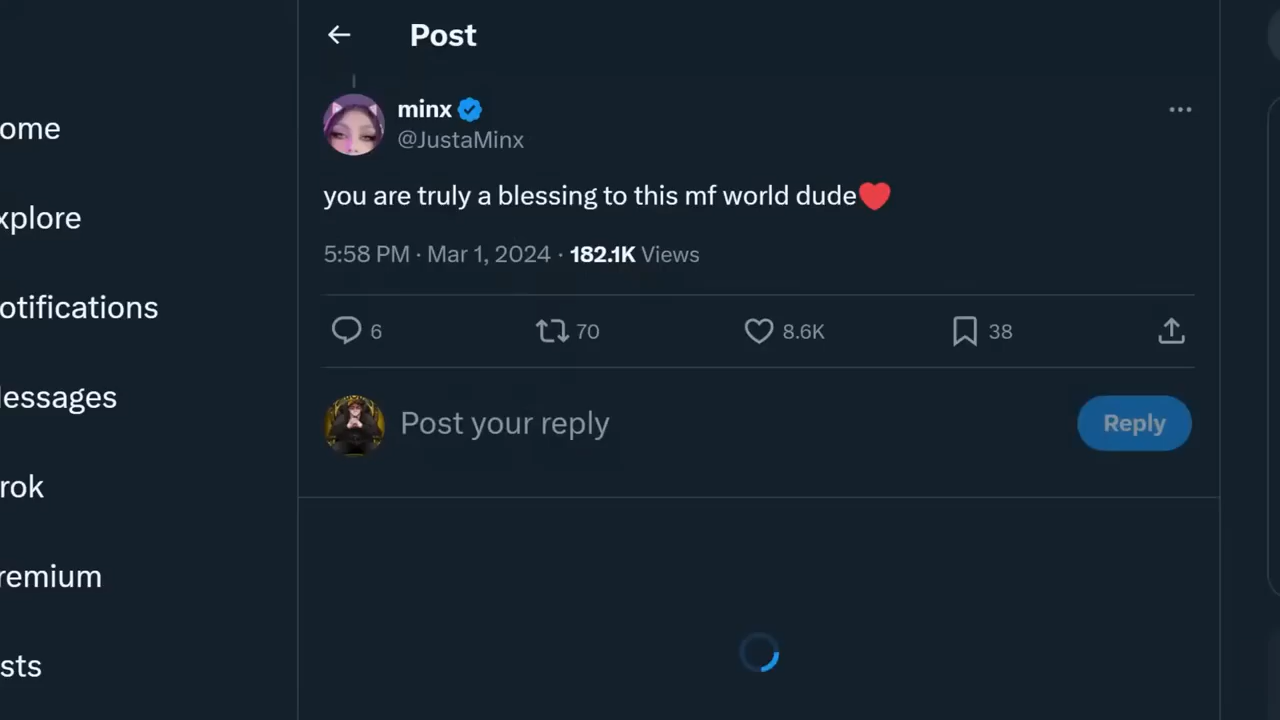 Post
minx
@JustaMinx
you are truly a blessing to this mf world dude❤️
5:58 PM · Mar 1, 2024 · 182.1K Views
6 70 8.6K 38
Post your reply
Reply
ome
xplore
otifications
lessages
rok
remium
sts